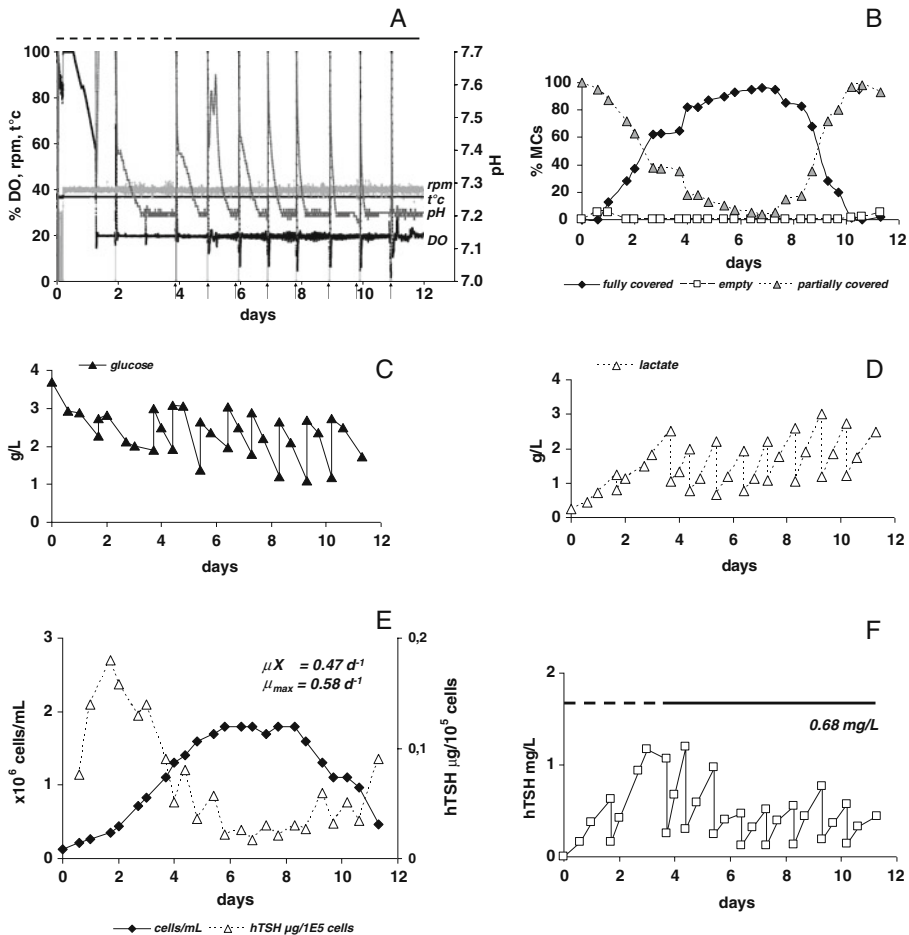 A
100
80
60
40
20
0
% DO, rpm, t°c
7.7
7.6
7.5
7.4
7.3
7.2
7.1
7.0
pH
rpm
t°c
pH
DO
0 2 4 6 8 10 12
days
B
100
80
60
40
20
0
% MCs
0 2 4 6 8 10 12
days
fully covered empty partially covered
C
glucose
4
3
2
1
0
g/L
0 2 4 6 8 10 12
days
D
lactate
4
3
2
1
0
g/L
0 2 4 6 8 10 12
days
E
3
2
1
0
x10⁶ cells/mL
0,2
0,1
0
hTSH µg/10⁵ cells
µX = 0.47 d⁻¹
µmax = 0.58 d⁻¹
0 2 4 6 8 10 12
days
cells/mL hTSH µg/1E5 cells
F
2
1
0
hTSH mg/L
0.68 mg/L
0 2 4 6 8 10 12
days